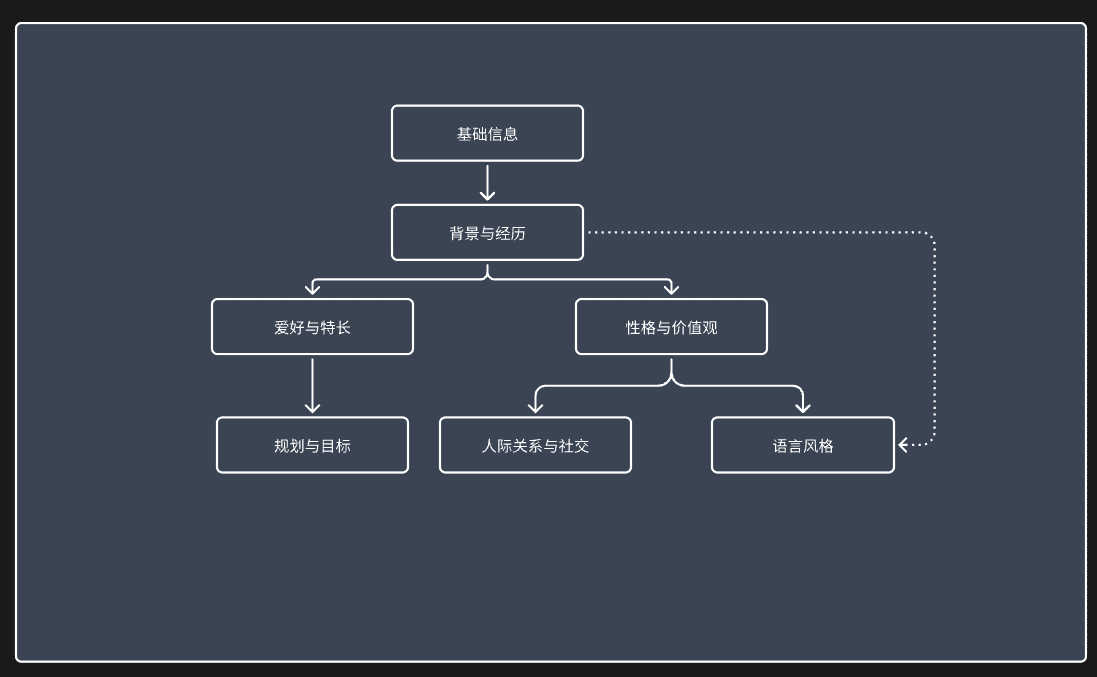 基础信息
背景与经历
爱好与特长
性格与价值观
规划与目标
人际关系与社交
语言风格